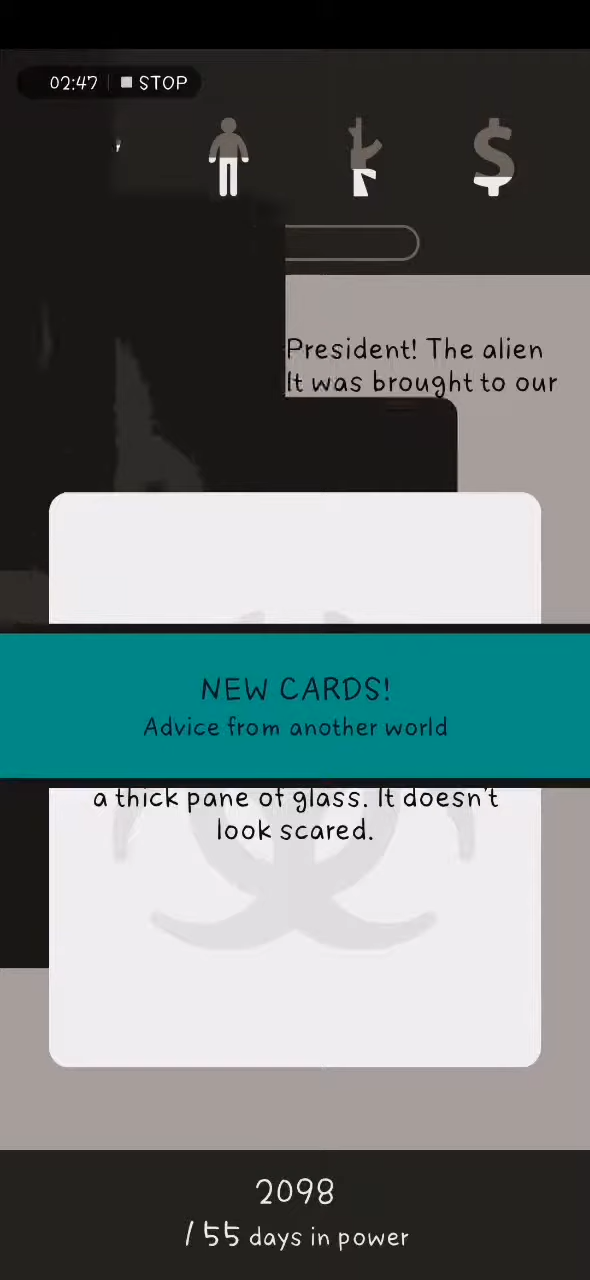 02:47 STOP
$
President! The alien
It was brought to our
NEW CARDS!
Advice from another world
a thick pane of glass. It doesn't
look scared.
2098
/ 55 days in power